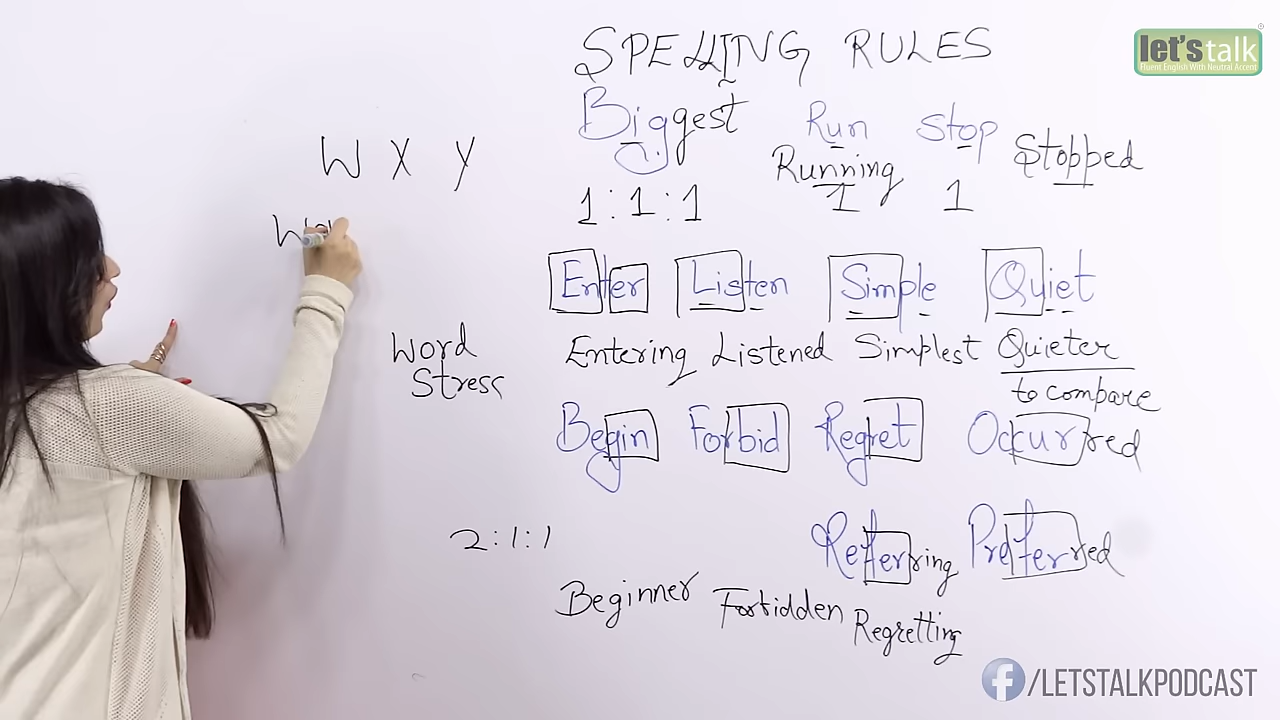 SPELLING RULES
let's talk®
Fluent English With Neutral Accent
Biggest Run Stop Stopped
Running
W X Y
1:1:1 1 1
Enter Listen Simple Quiet
Word Stress
Entering Listened Simplest Quieter
to compare
Begin Forbid Regret Occurred
2:1:1
Referring Preferred
Beginner Forbidden Regretting
f/LETSTALKPODCAST